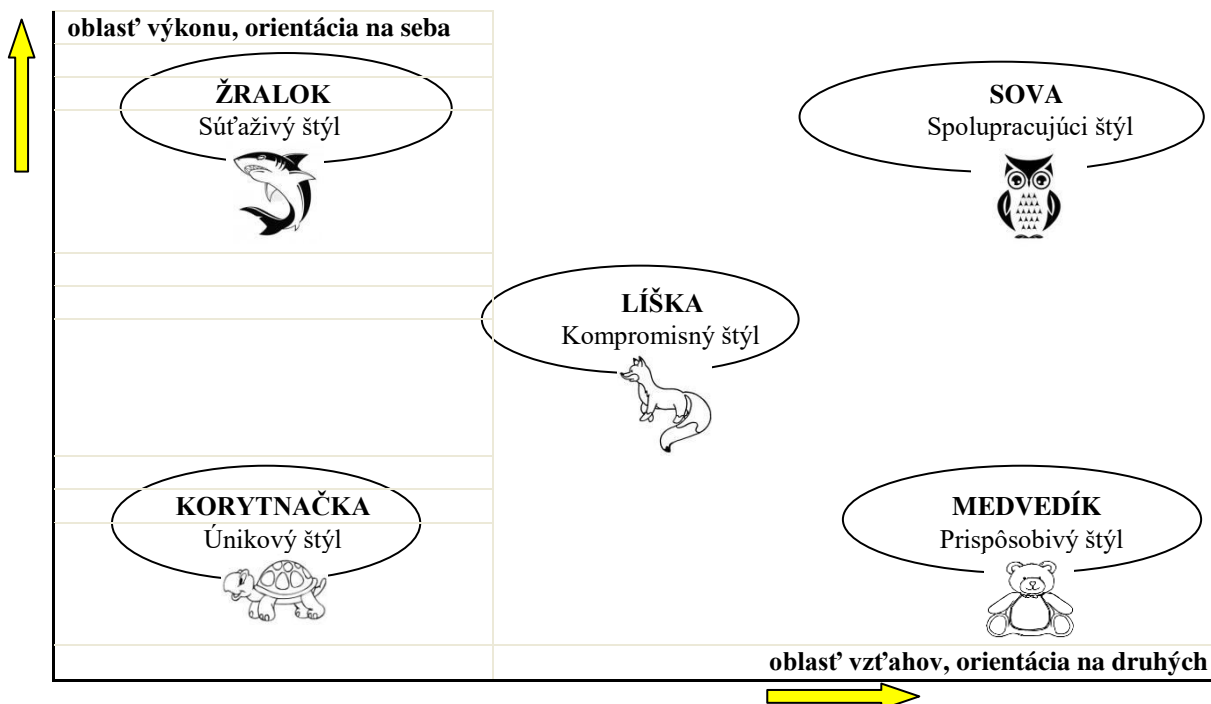 oblasť výkonu, orientácia na seba
ŽRALOK
Súťaživý štýl
SOVA
Spolupracujúci štýl
LÍŠKA
Kompromisný štýl
KORYTNAČKA
Únikový štýl
MEDVEDÍK
Prispôsobivý štýl
oblasť vzťahov, orientácia na druhých